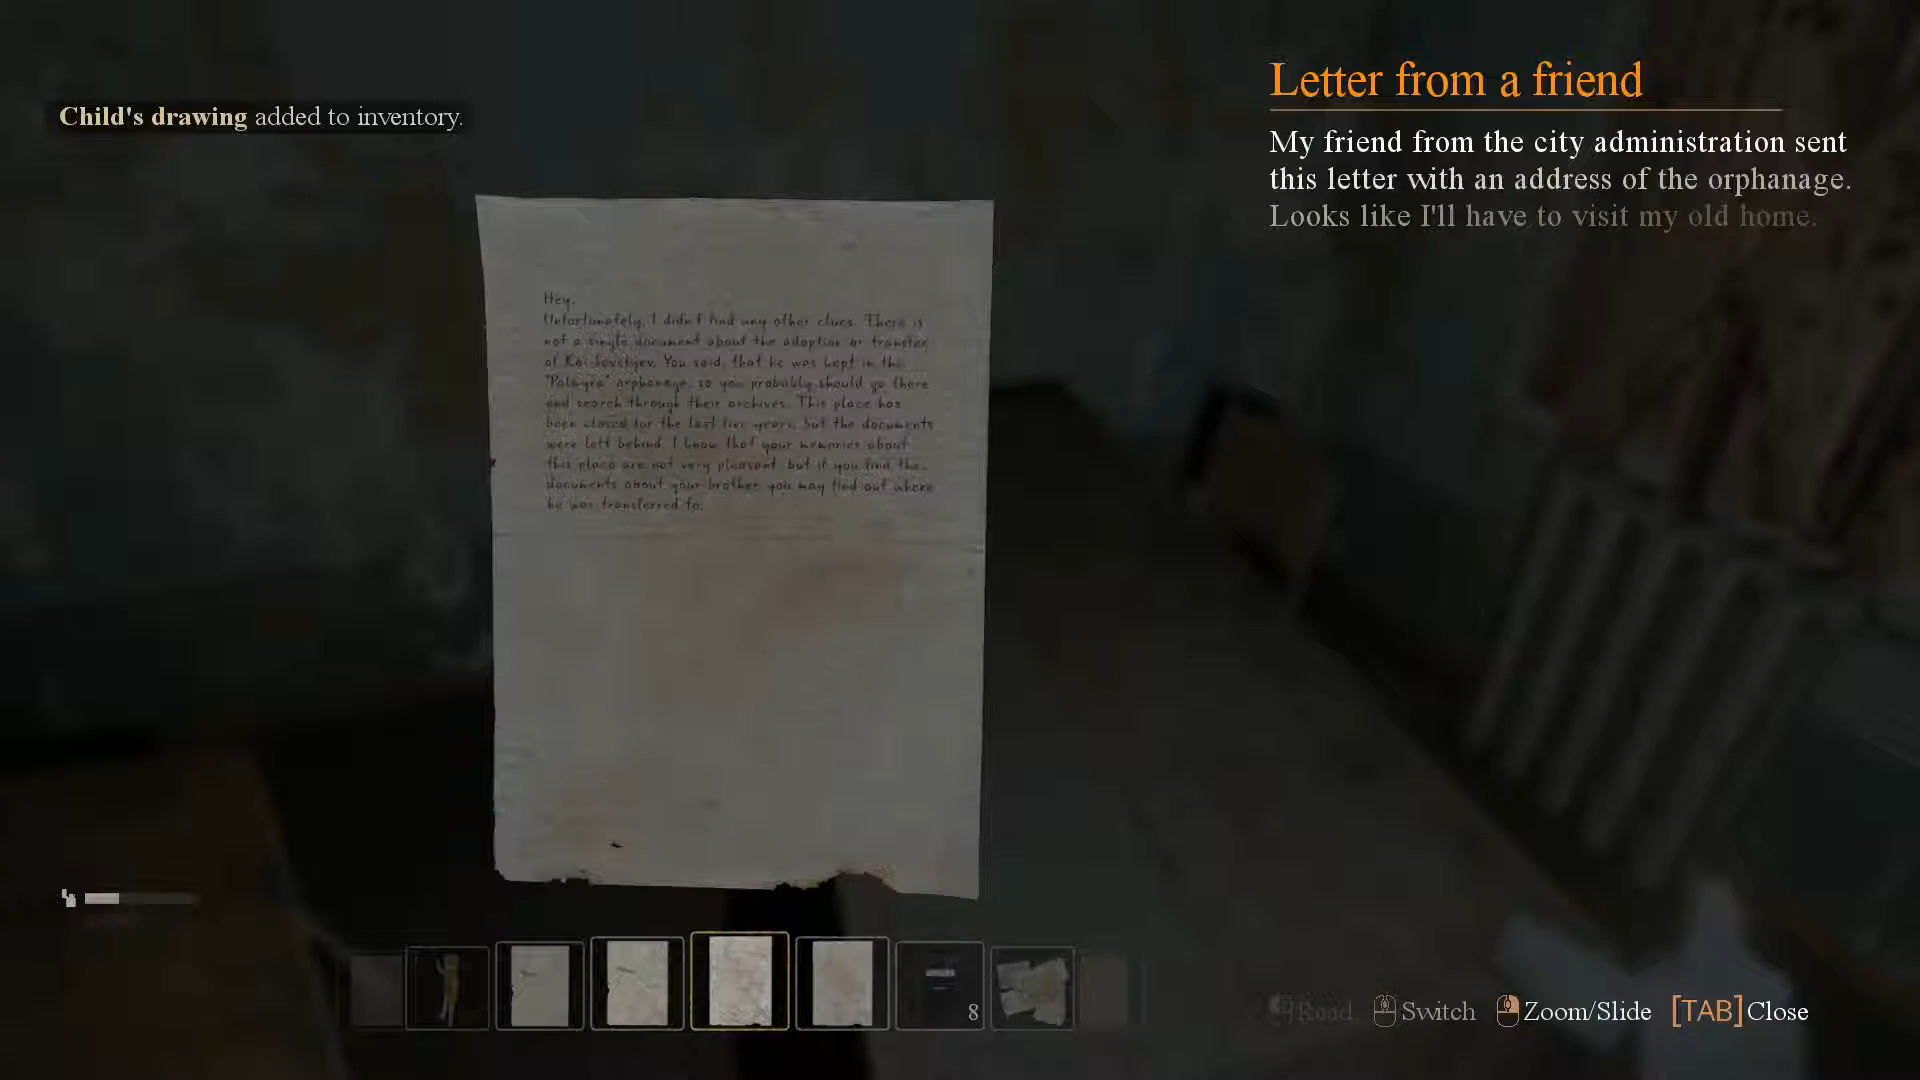 Letter from a friend
Child's drawing added to inventory.
My friend from the city administration sent
this letter with an address of the orphanage.
Looks like I'll have to visit my old home.
Hey,
Unfortunately, I didn't find any other clues. There is
not a single document about the adoption or transfer
of You said, that he was kept in the
orphanage, so you probably should go there
and search through their archives. This place has
been closed for the last five years, but the documents
were left behind. I know that your memories about
this place are not very pleasant, but if you find the
documents about your brother you may find out where
he was transferred to.
8
Read Switch Zoom/Slide [TAB] Close